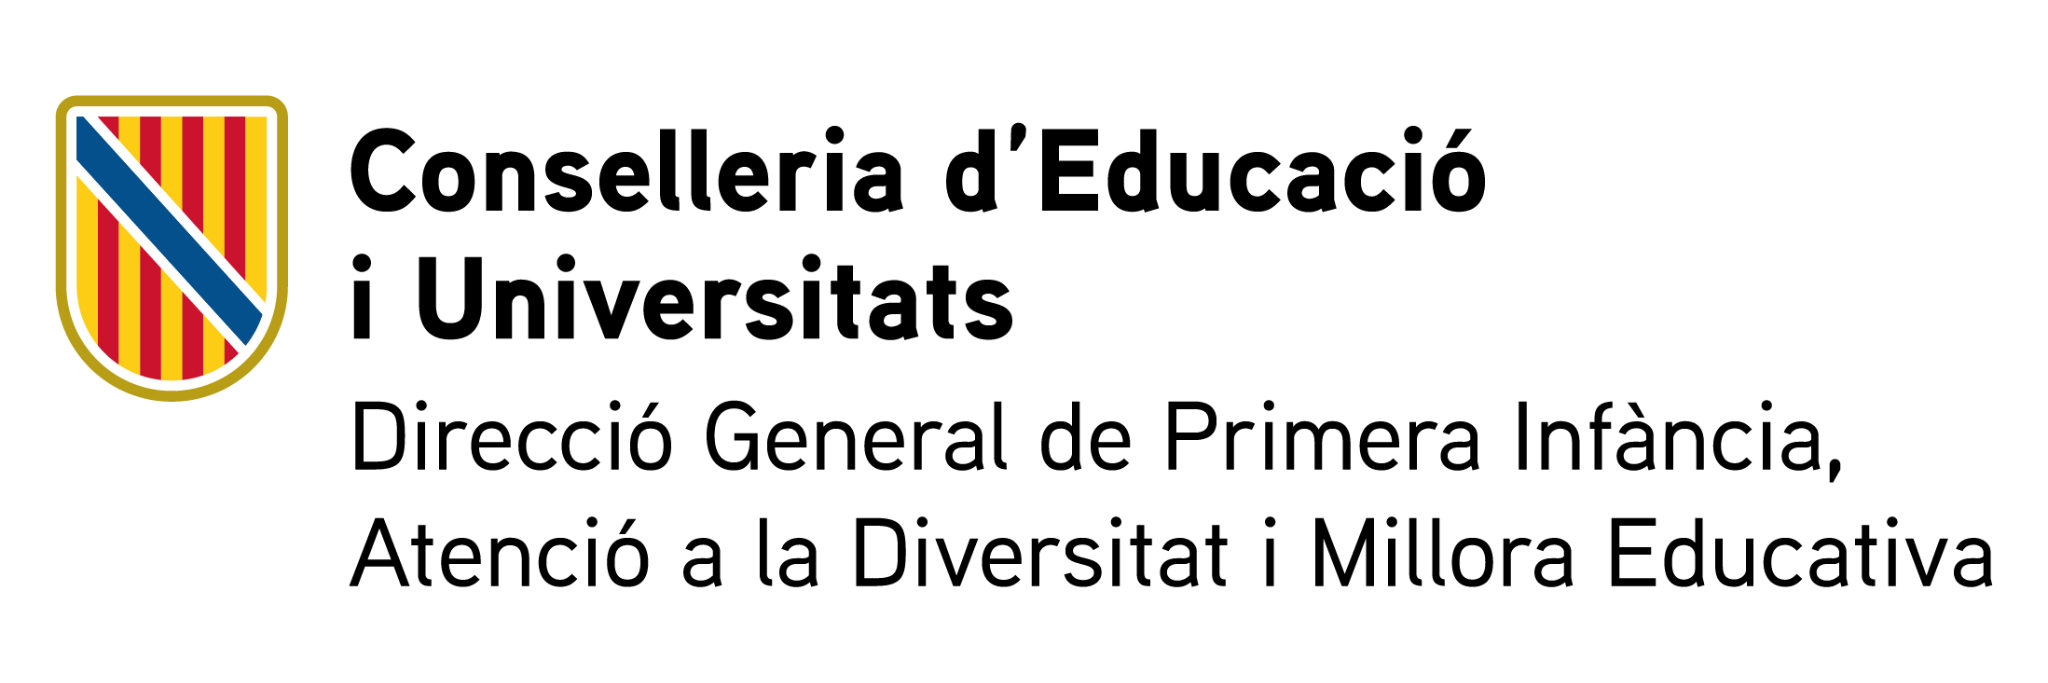 Conselleria d’Educació
i Universitats
Direcció General de Primera Infància,
Atenció a la Diversitat i Millora Educativa